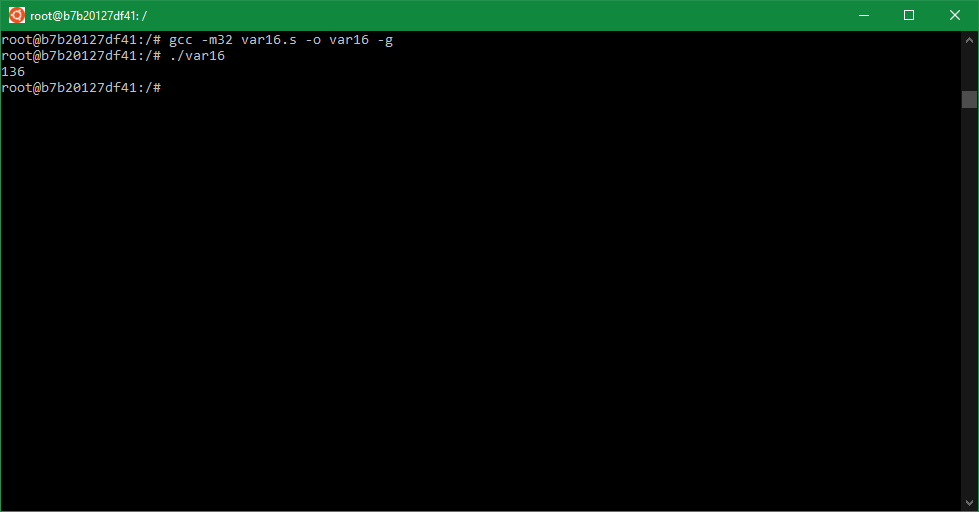 root@b7b20127df41: /
root@b7b20127df41:/# gcc -m32 var16.s -o var16 -g
root@b7b20127df41:/# ./var16
136
root@b7b20127df41:/#